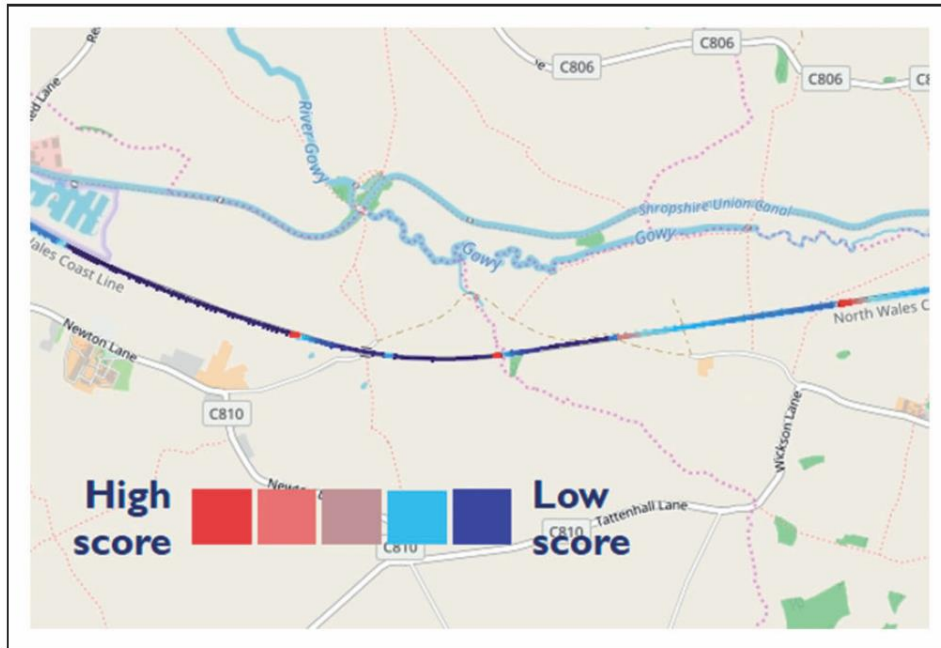 C806
C806
C806
River Gowy
Shropshire Union Canal
Gowy
Gowy
Coast Line
North Wales C
Newton Lane
C810
Wickson Lane
High
score
Low
score
Tattenhall Lane
C810
C810